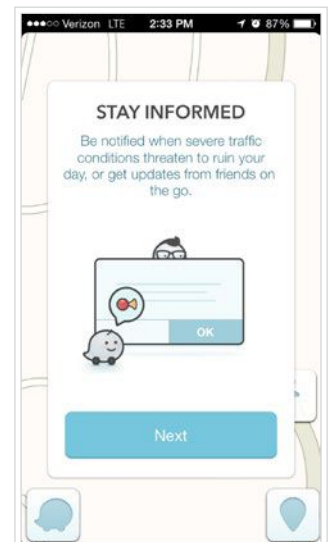 Verizon LTE 2:33 PM 87%
STAY INFORMED
Be notified when severe traffic
conditions threaten to ruin your
day, or get updates from friends on
the go.
OK
Next